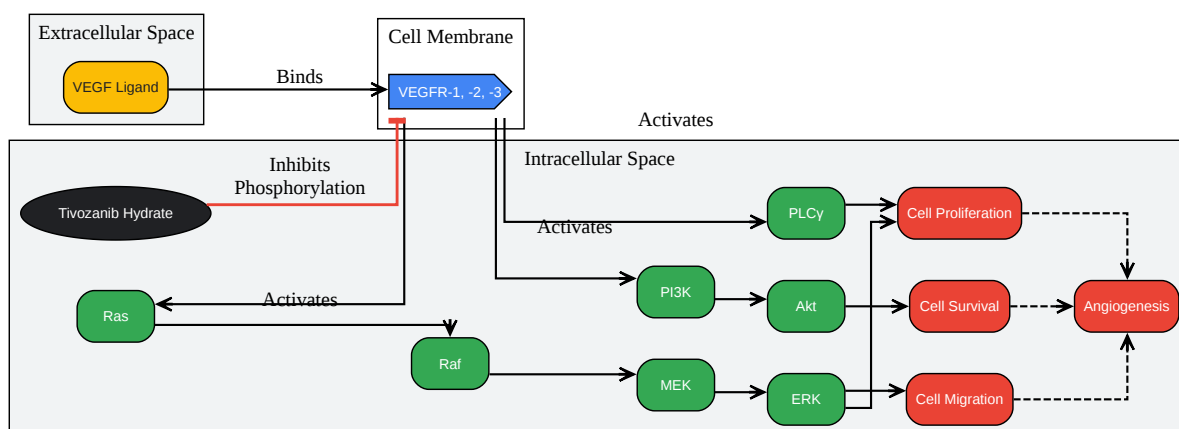 Extracellular Space
Cell Membrane
VEGF Ligand
Binds
VEGFR-1, -2, -3
Activates
Intracellular Space
Inhibits
Phosphorylation
Tivozanib Hydrate
PLCγ
Cell Proliferation
Activates
PI3K
Akt
Cell Survival
Angiogenesis
Activates
Ras
Raf
MEK
ERK
Cell Migration